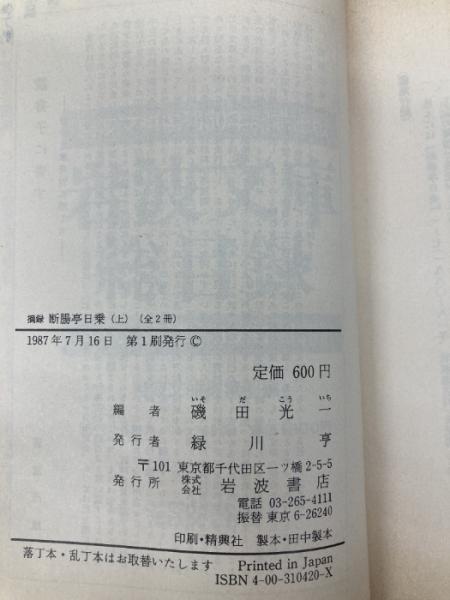 摘録 断腸亭日乗（上）〔全2冊〕
1987年7月16日 第1刷発行©
定価 600円
いそ だ こう いち
編者 磯田光一
発行者 緑川亨
〒101 東京都千代田区一ツ橋2-5-5
発行所 株式会社 岩波書店
電話 03-265-4111
振替 東京6-26240
印刷・精興社 製本・田中製本
落丁本・乱丁本はお取替いたします Printed in Japan
ISBN4-00-310420-X